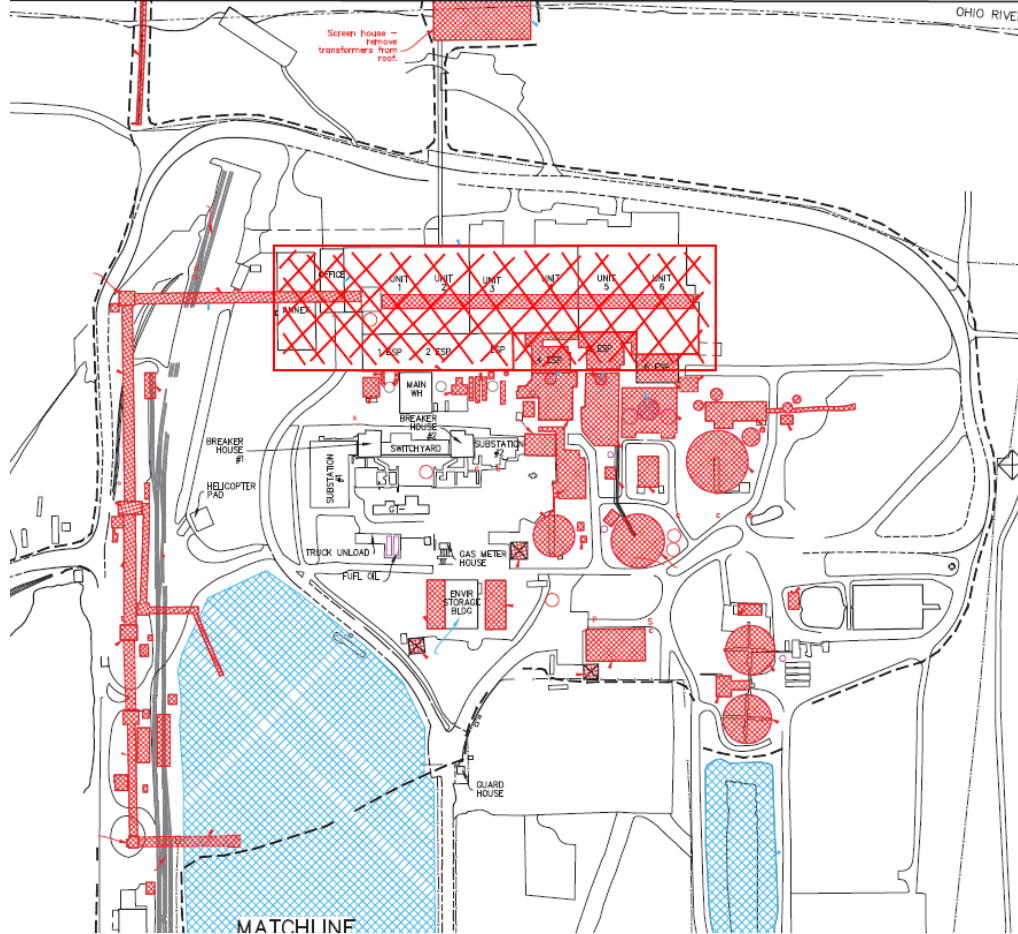 OHIO RIVE
Screen house –
remove
transformers from
roof.
OFFICE
UNIT
1
UNIT
2
UNIT
3
UNIT
UNIT
5
UNIT
6
ANNEX
1 ESP
2 ESP
ESP
4 ESP
ESP
6 ESP
MAIN
WH
BREAKER
HOUSE
#2
BREAKER
HOUSE
#1
SWITCHYARD
SUBSTATION
#2
SUBSTATION
#1
HELICOPTER
PAD
GT
TRUCK UNLOAD
GAS METER
HOUSE
FUEL OIL
ENVIR
STORAGE
BLDG
P
S
C
C
C
GUARD
HOUSE
MATCHLINE